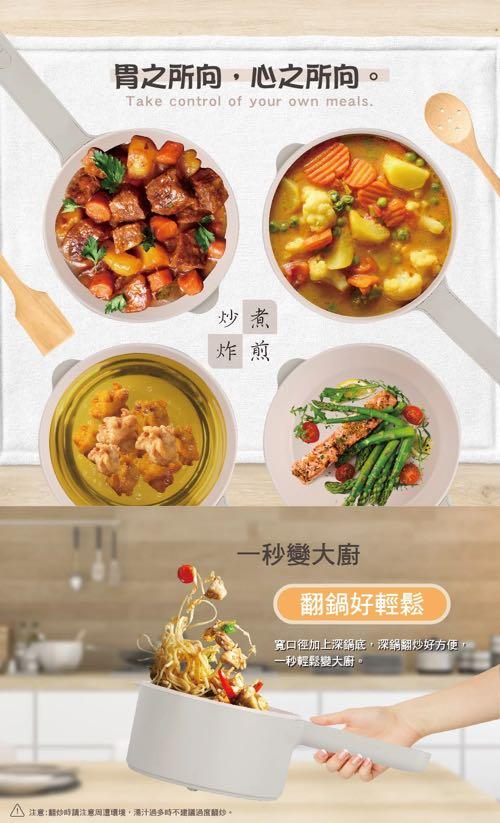 胃之所向，心之所向。
Take control of your own meals.
炒 煮
炸 煎
一秒變大廚
翻鍋好輕鬆
寬口徑加上深鍋底，深鍋翻炒好方便，
一秒輕鬆變大廚。
注意：翻炒時請注意周遭環境，湯汁過多時不建議過度翻炒。